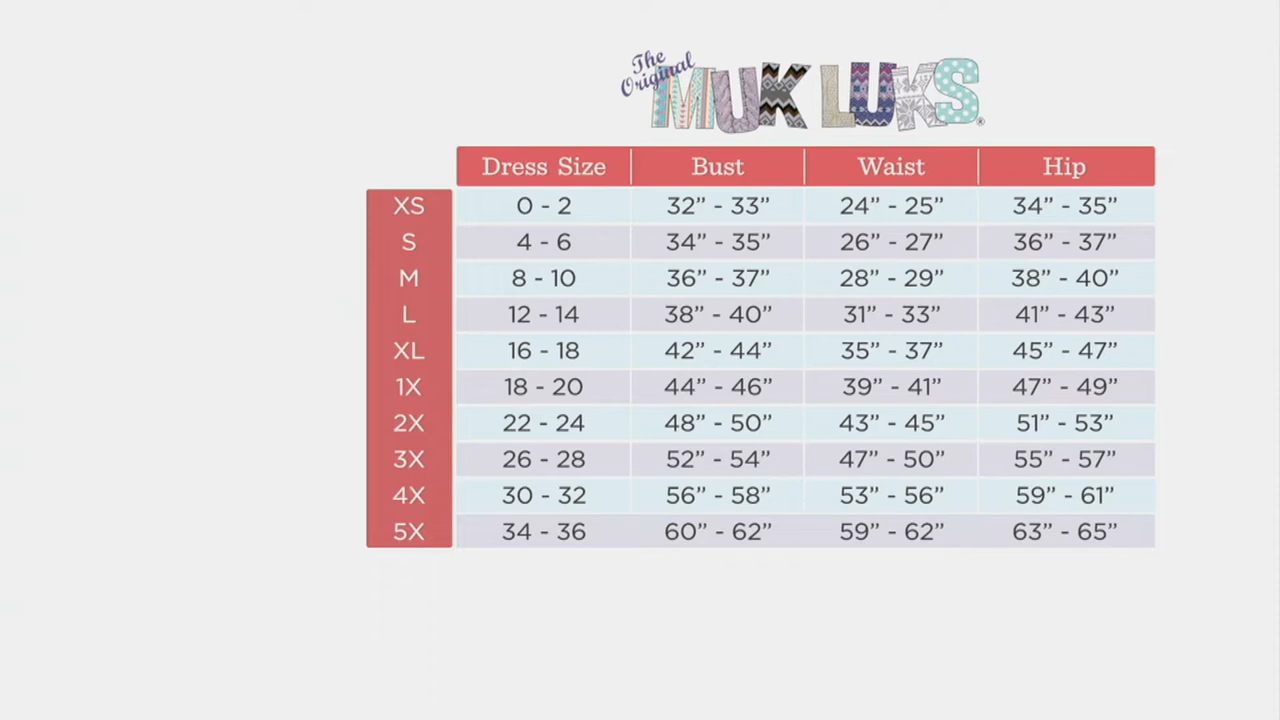 The Original MUK LUKS®
Dress Size Bust Waist Hip
XS 0 - 2 32” - 33” 24” - 25” 34” - 35”
S 4 - 6 34” - 35” 26” - 27” 36” - 37”
M 8 - 10 36” - 37” 28” - 29” 38” - 40”
L 12 - 14 38” - 40” 31” - 33” 41” - 43”
XL 16 - 18 42” - 44” 35” - 37” 45” - 47”
1X 18 - 20 44” - 46” 39” - 41” 47” - 49”
2X 22 - 24 48” - 50” 43” - 45” 51” - 53”
3X 26 - 28 52” - 54” 47” - 50” 55” - 57”
4X 30 - 32 56” - 58” 53” - 56” 59” - 61”
5X 34 - 36 60” - 62” 59” - 62” 63” - 65”